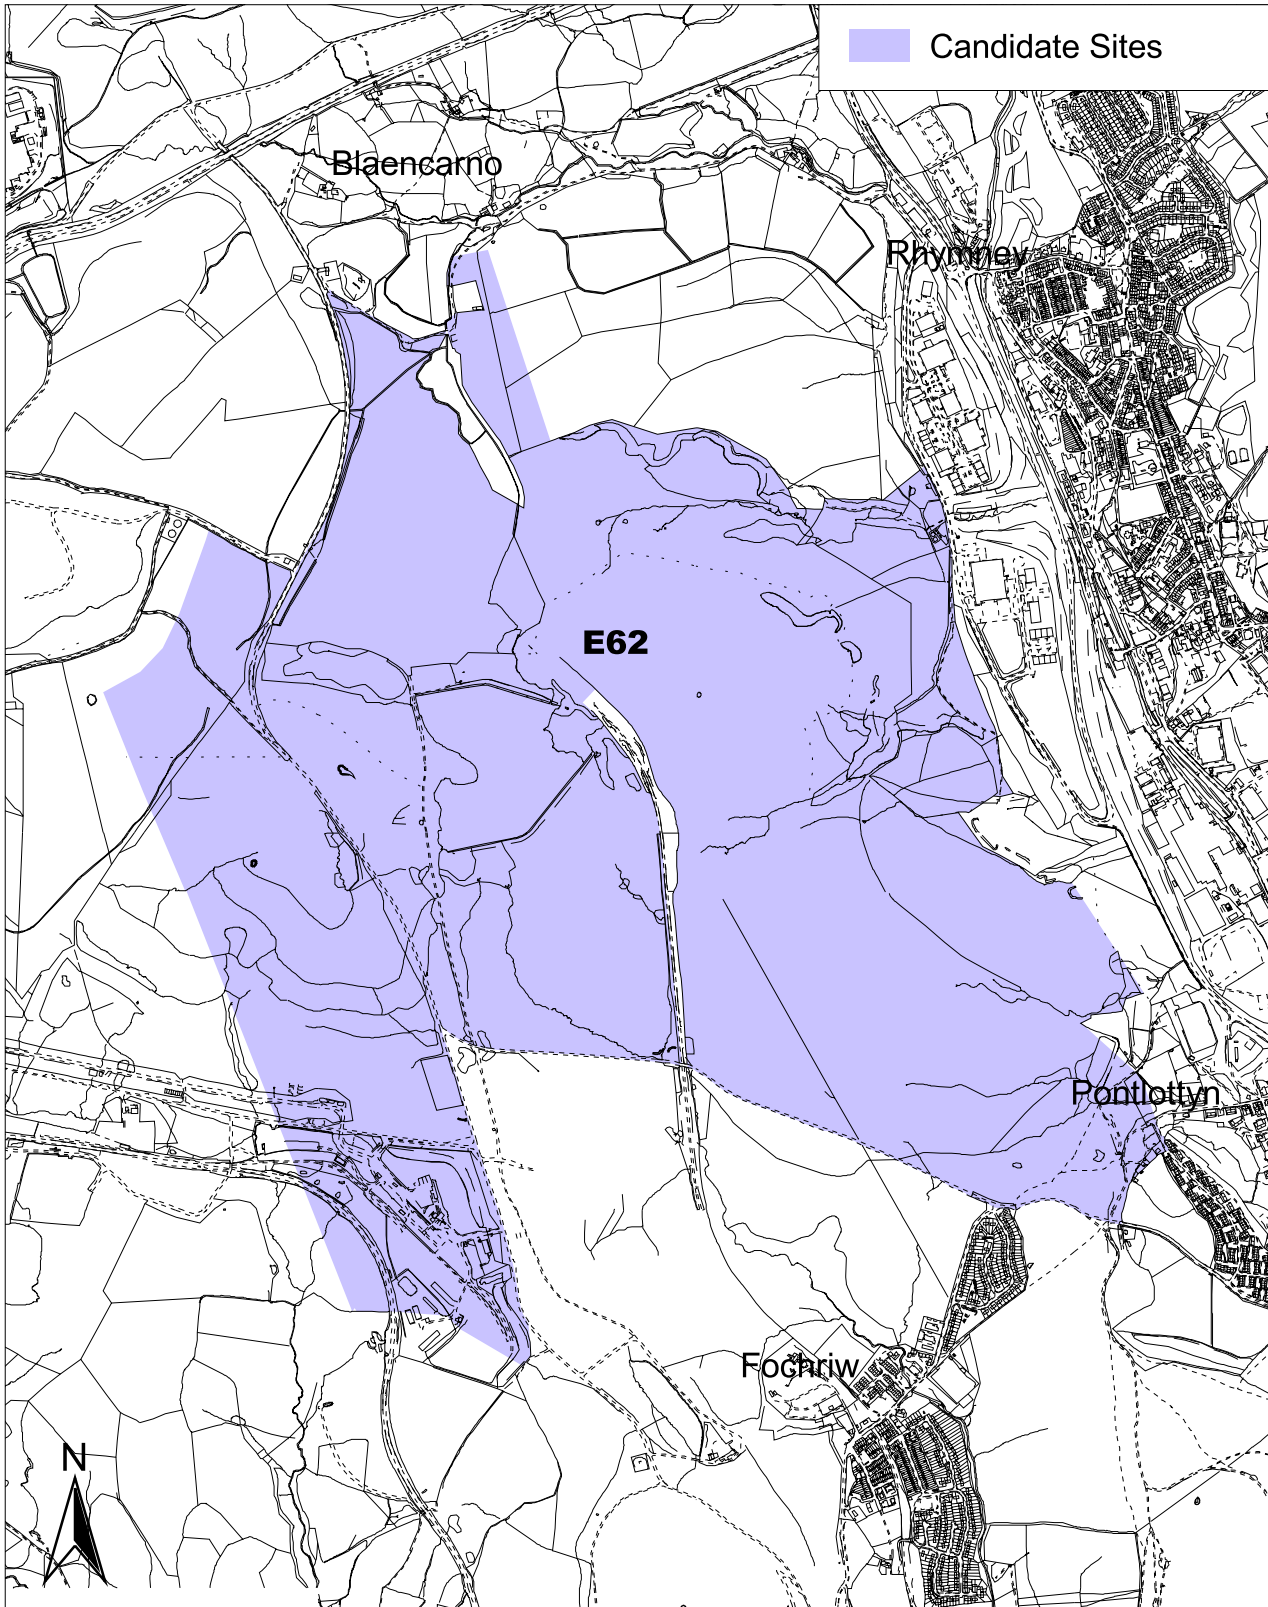 Candidate Sites
Blaencarno
Rhymney
E62
Pontlottyn
Fochriw
N